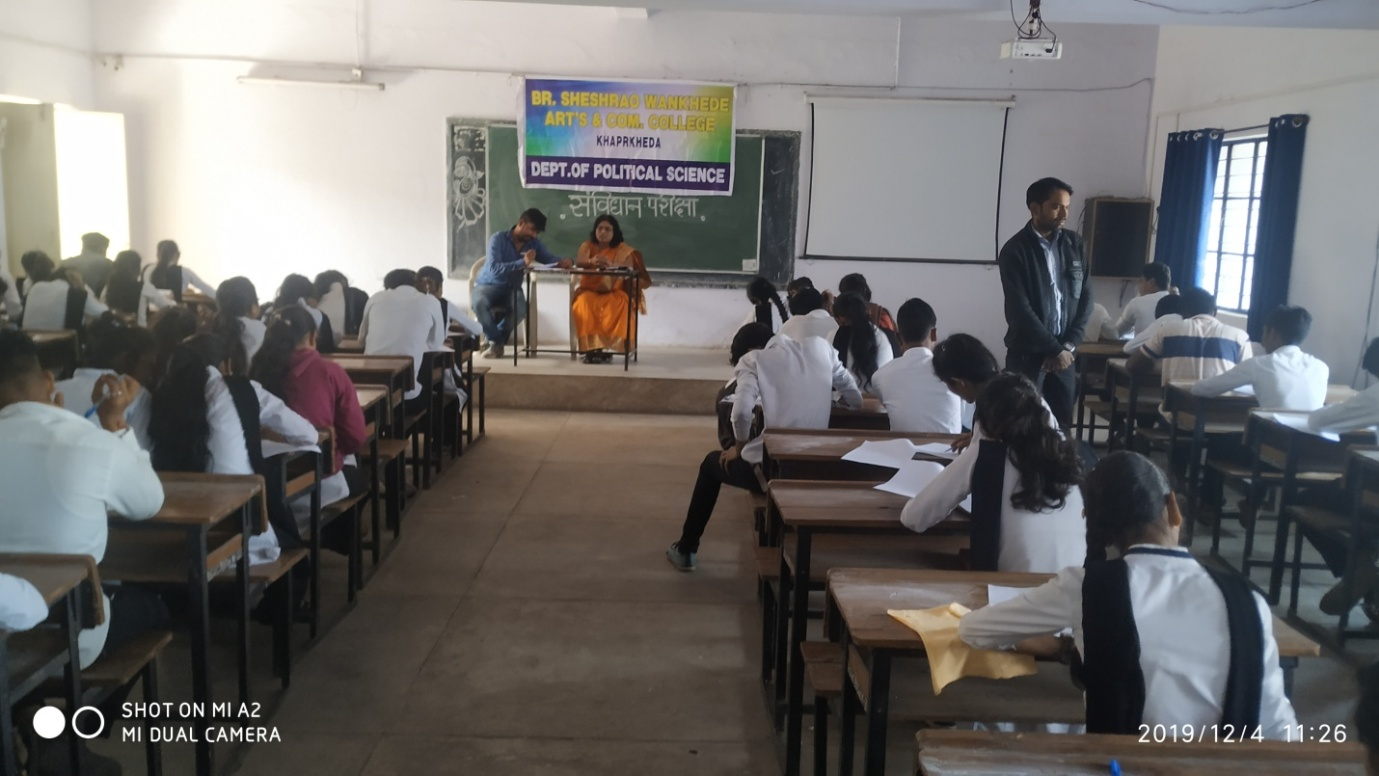 BR. SHESHRAO WANKHEDE
ART'S & COM. COLLEGE
KHAPRKHEDA
DEPT.OF POLITICAL SCIENCE
संविधान परीक्षा
SHOT ON MI A2
MI DUAL CAMERA
2019/12/4 11:26